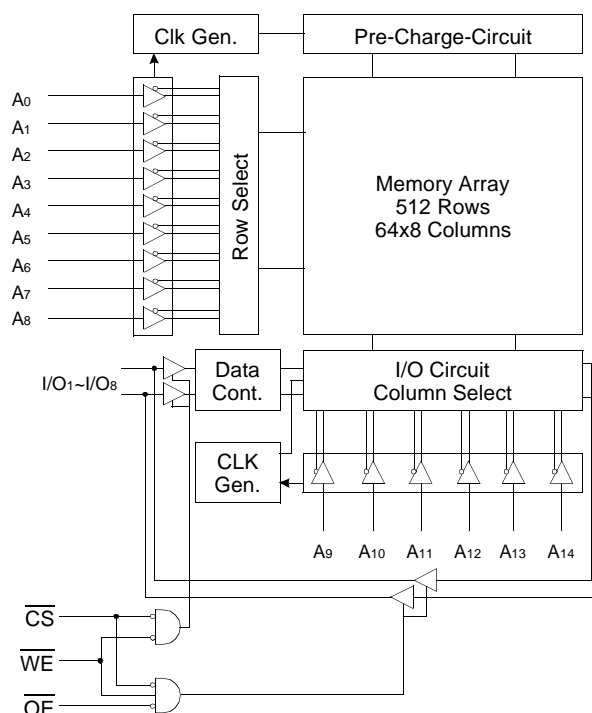 Clk Gen.
Pre-Charge-Circuit
A0
A1
A2
A3
A4
A5
A6
A7
A8
Row Select
Memory Array
512 Rows
64x8 Columns
I/O1~I/O8
Data
Cont.
I/O Circuit
Column Select
CLK
Gen.
A9 A10 A11 A12 A13 A14
CS
WE
OE